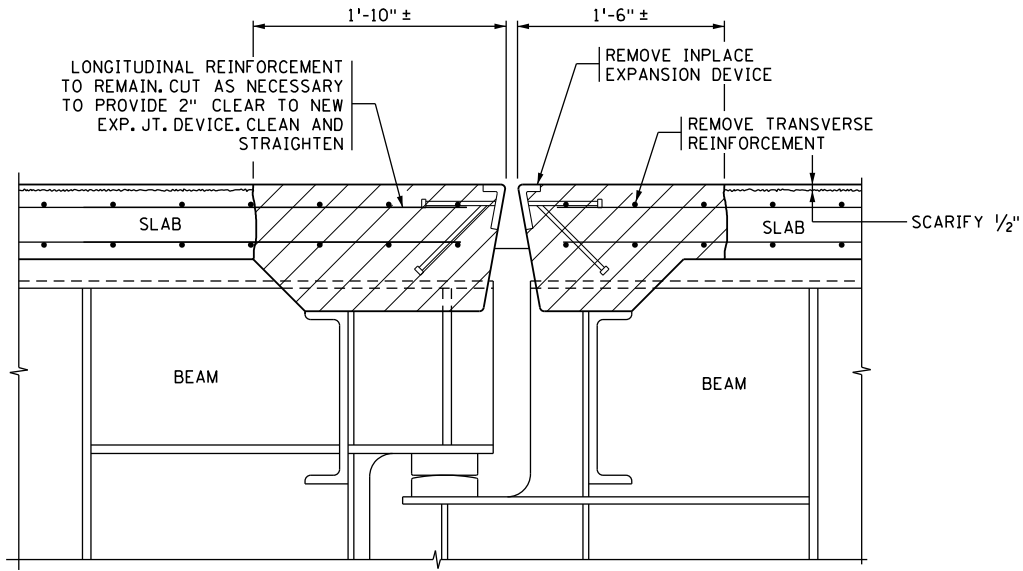 1'-10" ±
1'-6" ±
LONGITUDINAL REINFORCEMENT
TO REMAIN. CUT AS NECESSARY
TO PROVIDE 2" CLEAR TO NEW
EXP. JT. DEVICE. CLEAN AND
STRAIGHTEN
REMOVE INPLACE
EXPANSION DEVICE
REMOVE TRANSVERSE
REINFORCEMENT
SLAB
SLAB
SCARIFY 1/2"
BEAM
BEAM